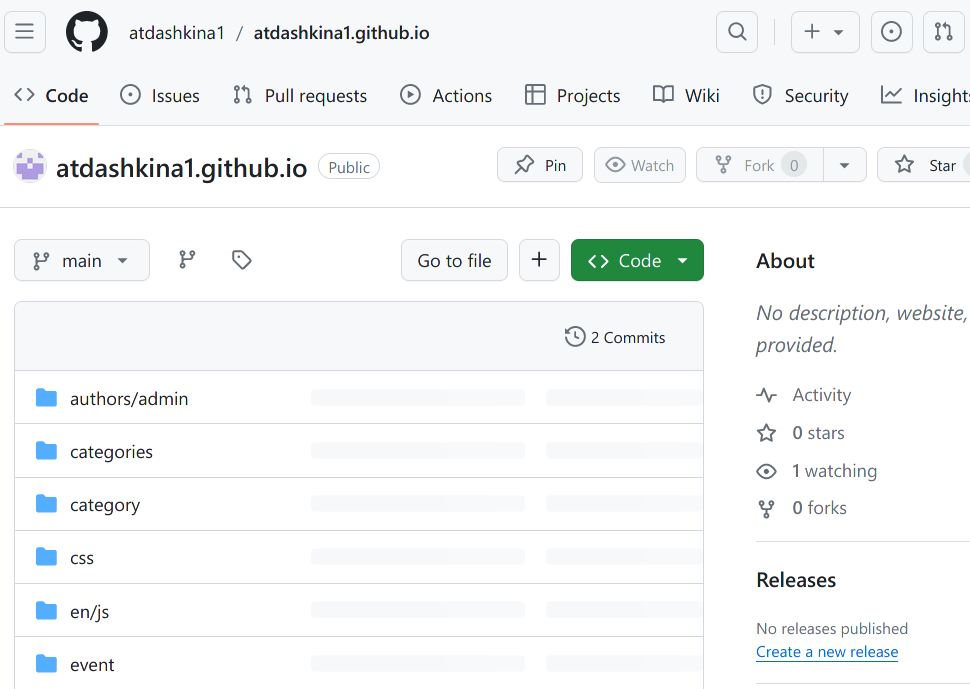 atdashkina1 / atdashkina1.github.io
Code Issues Pull requests Actions Projects Wiki Security Insights
atdashkina1.github.io Public Pin Watch Fork 0 Star
main Go to file + Code
2 Commits
authors/admin
categories
category
css
en/js
event
About
No description, website,
provided.
Activity
0 stars
1 watching
0 forks
Releases
No releases published
Create a new release